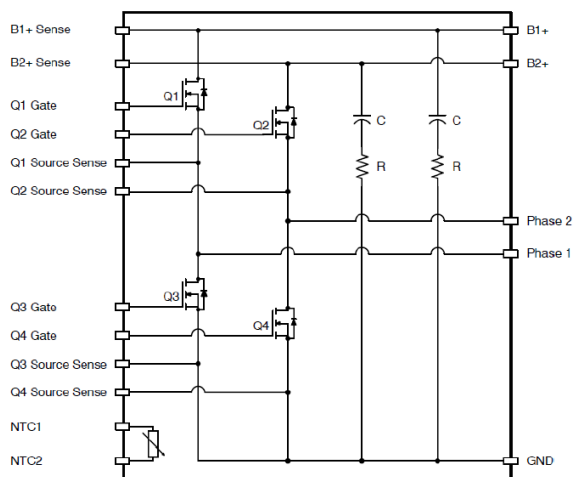 B1+ Sense
B1+
B2+ Sense
B2+
Q1
Q1 Gate
Q2
C
C
Q2 Gate
Q1 Source Sense
R
R
Q2 Source Sense
Phase 2
Phase 1
Q3
Q3 Gate
Q4
Q4 Gate
Q3 Source Sense
Q4 Source Sense
NTC1
NTC2
GND